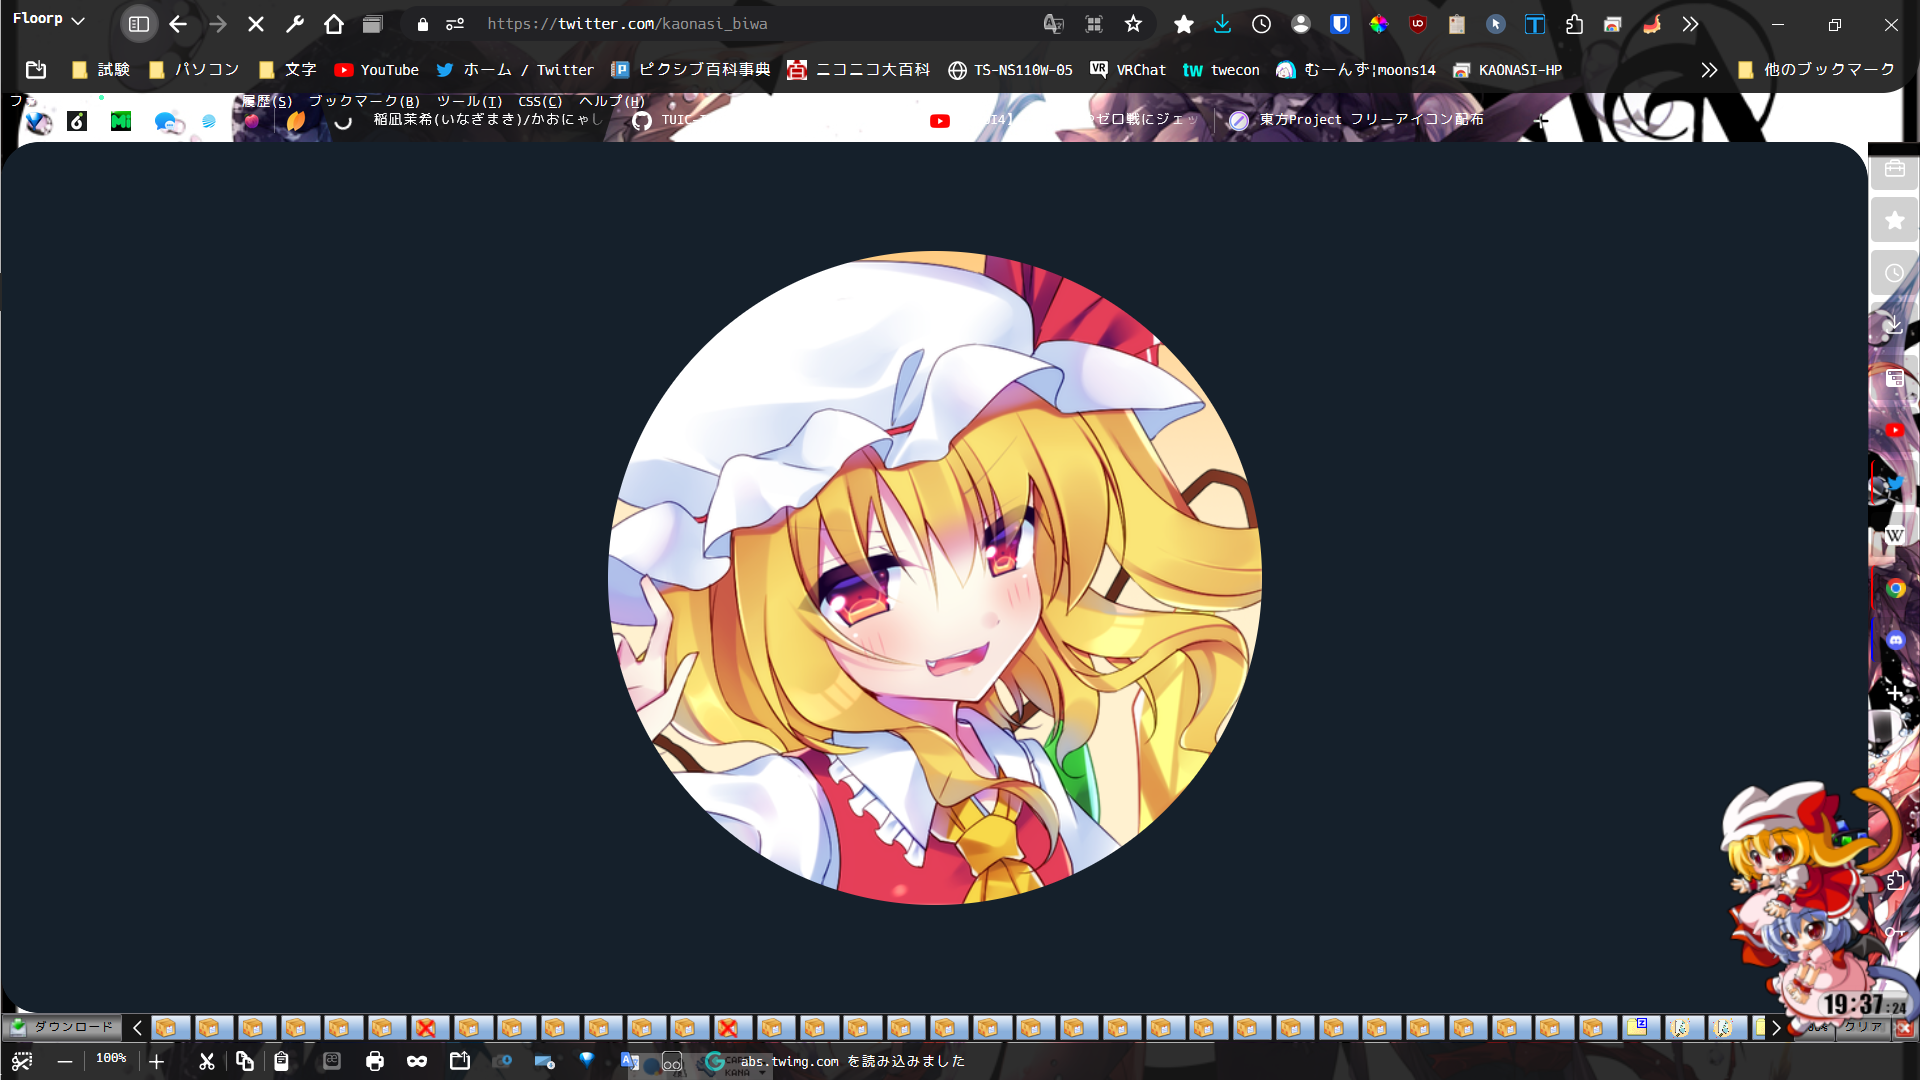 Floorp
https://twitter.com/kaonasi_biwa
試験 パソコン 文字 YouTube ホーム / Twitter ピクシブ百科事典 ニコニコ大百科 TS-NS110W-05 VRChat twecon むーんず¦moons14 KAONASI-HP 他のブックマーク
履歴(S) ブックマーク(B) ツール(T) CSS(C) ヘルプ(H)
稲凪茉希(いなぎまき)/かおにゃし TUIC- ゼロ戦にジェッ 東方Project フリーアイコン配布
W
19:37:24
ダウンロード クリア
100% abs.twimg.com を読み込みました